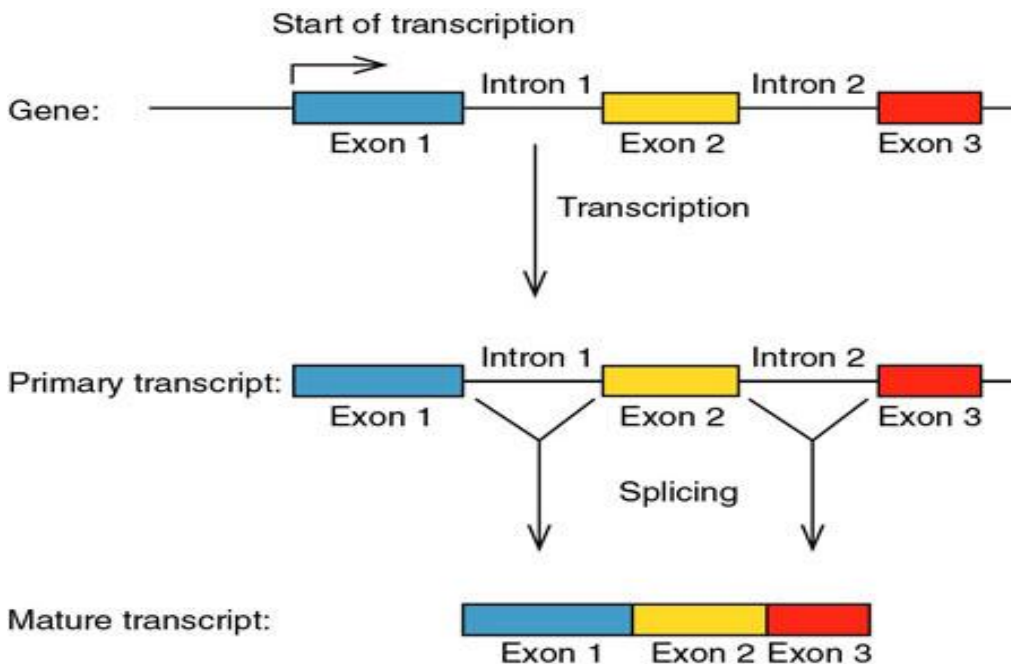 Start of transcription
Gene:
Intron 1
Intron 2
Exon 1
Exon 2
Exon 3
Transcription
Primary transcript:
Intron 1
Intron 2
Exon 1
Exon 2
Exon 3
Splicing
Mature transcript:
Exon 1
Exon 2
Exon 3